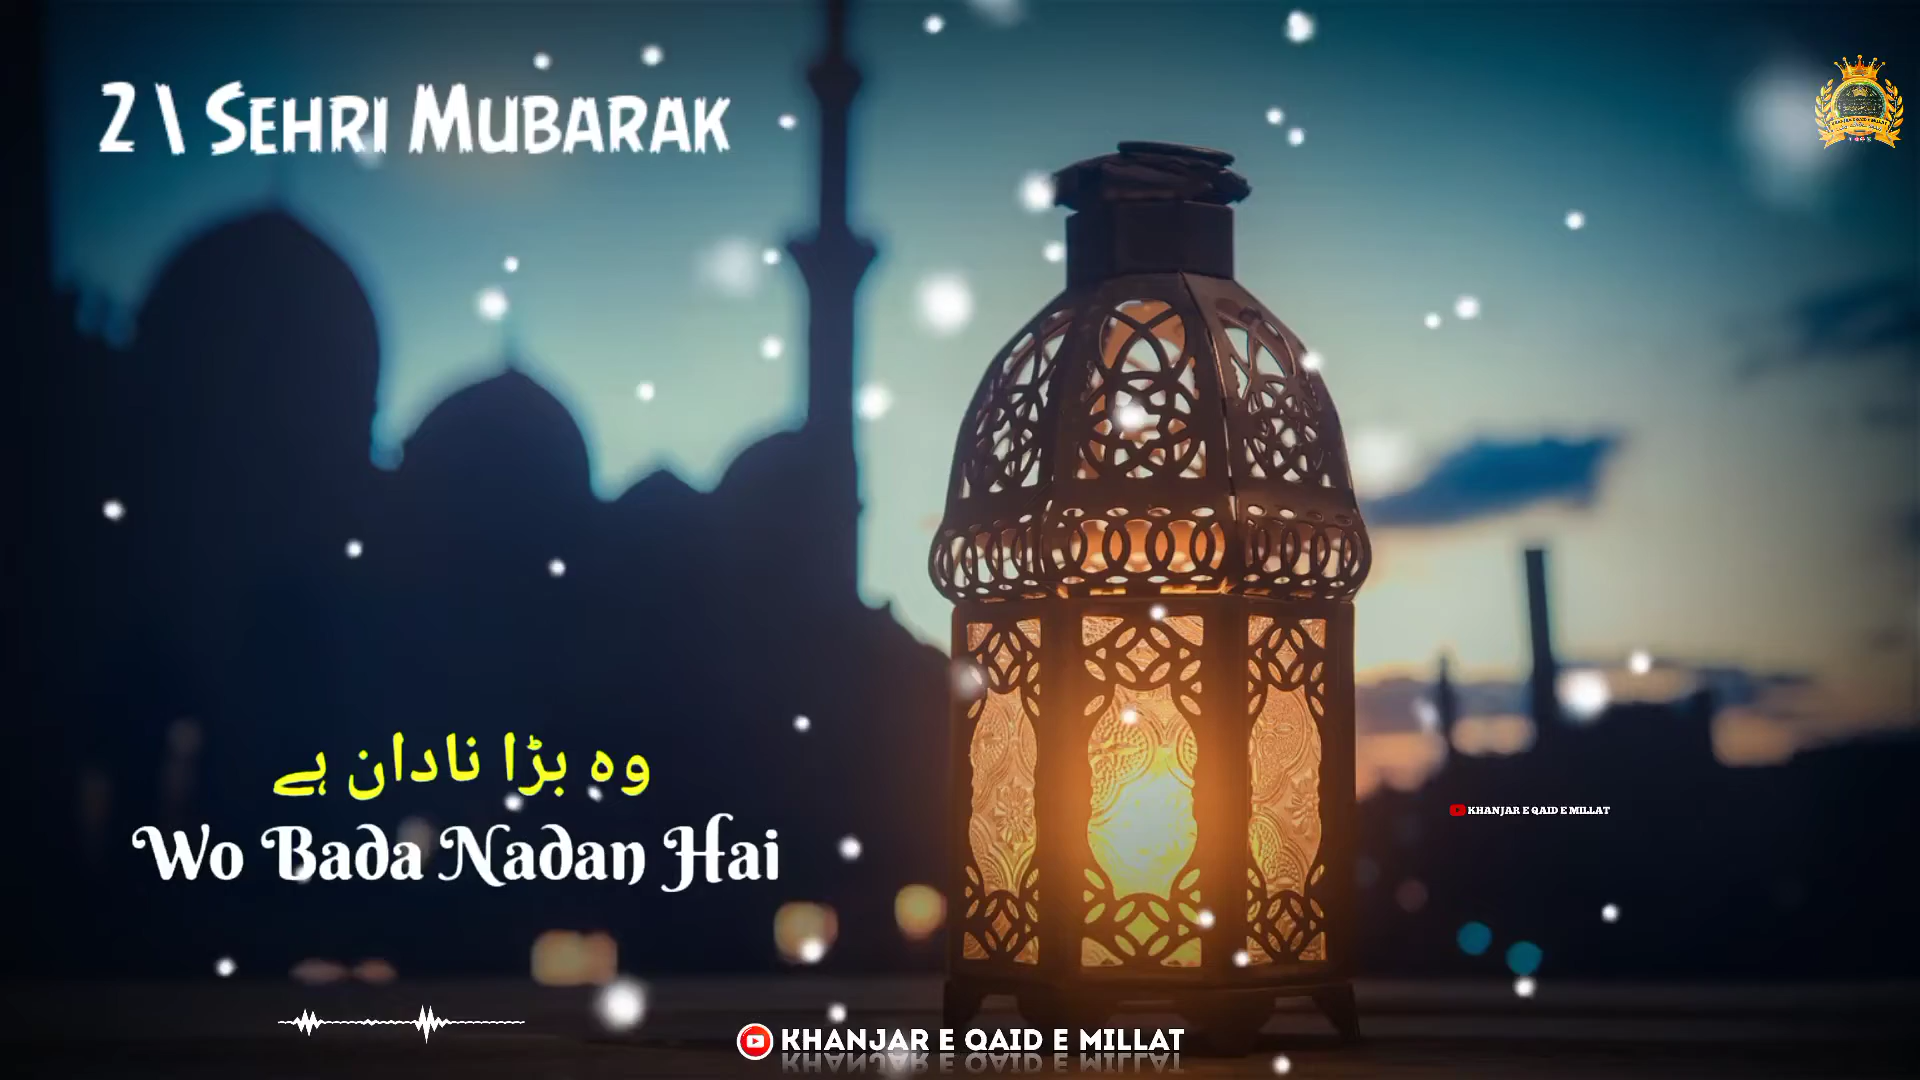 2 \ SEHRI MUBARAK
وہ بڑا نادان ہے
Wo Bada Nadan Hai
KHANJAR E QAID E MILLAT
KHANJAR E QAID E MILLAT